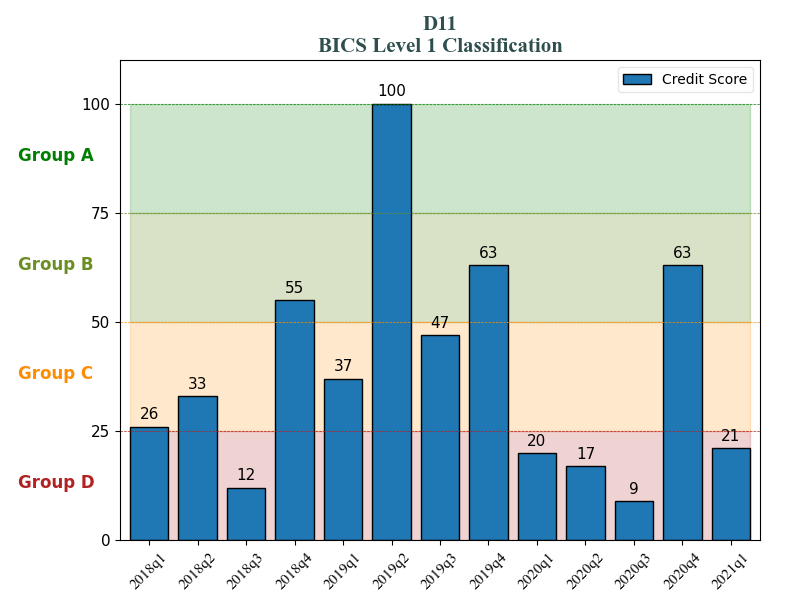 D11
BICS Level 1 Classification
Credit Score
100
75
50
25
0
Group A
Group B
Group C
Group D
26
33
12
55
37
100
47
63
20
17
9
63
21
2018q1
2018q2
2018q3
2018q4
2019q1
2019q2
2019q3
2019q4
2020q1
2020q2
2020q3
2020q4
2021q1